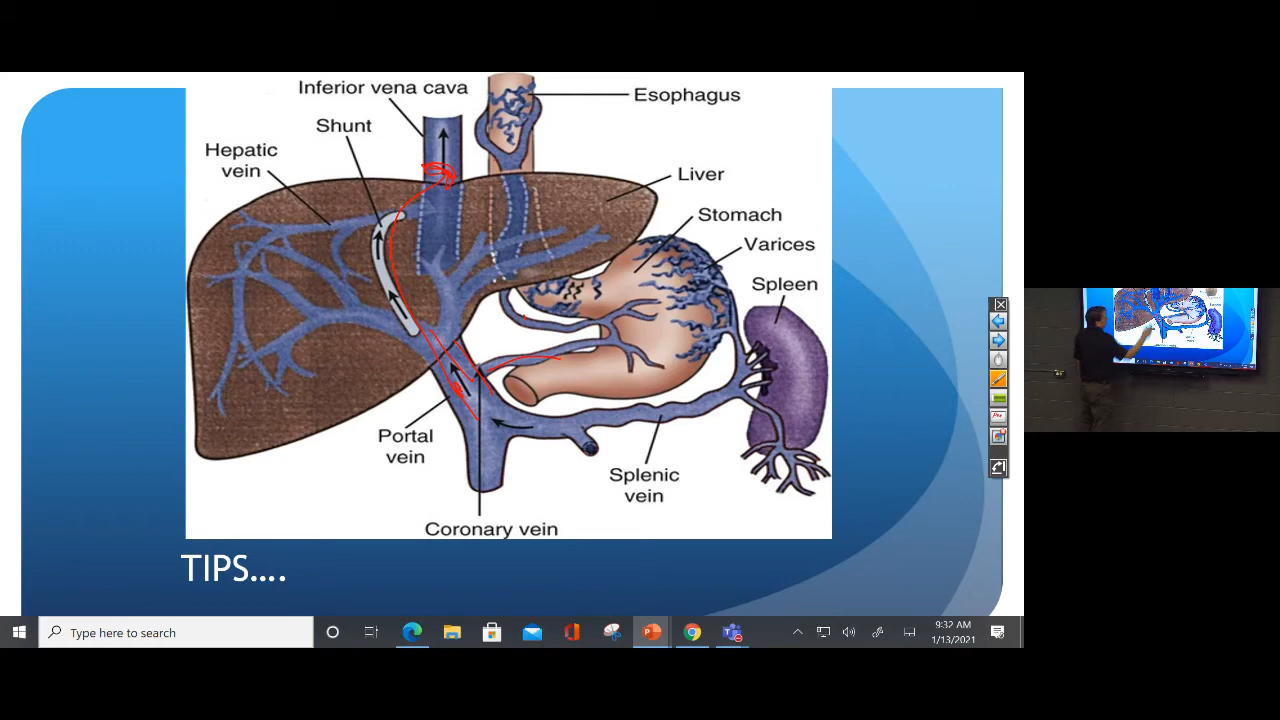 Inferior vena cava
Esophagus
Shunt
Hepatic
vein
Liver
Stomach
Varices
Spleen
Portal
vein
Splenic
vein
Coronary vein
TIPS....
Type here to search
9:32 AM
1/13/2021